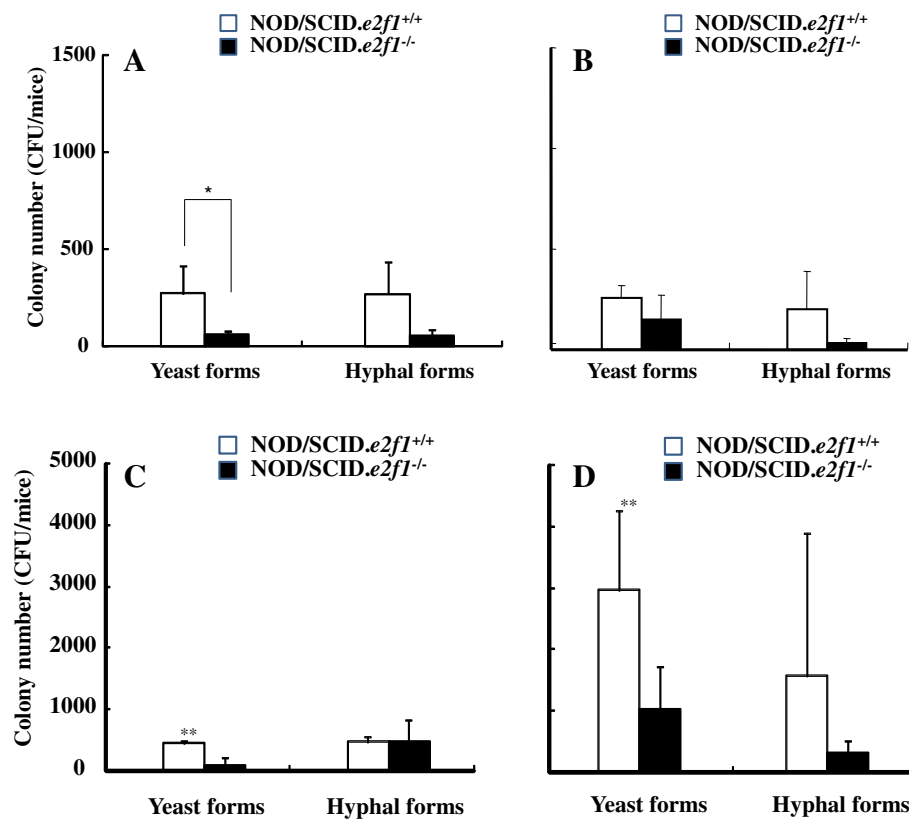 NOD/SCID.e2f1+/+
NOD/SCID.e2f1-/-
A
Colony number (CFU/mice)
1500
1000
500
0
*
Yeast forms Hyphal forms
NOD/SCID.e2f1+/+
NOD/SCID.e2f1-/-
B
Yeast forms Hyphal forms
NOD/SCID.e2f1+/+
NOD/SCID.e2f1-/-
C
Colony number (CFU/mice)
5000
4000
3000
2000
1000
0
**
Yeast forms Hyphal forms
NOD/SCID.e2f1+/+
NOD/SCID.e2f1-/-
D
**
Yeast forms Hyphal forms